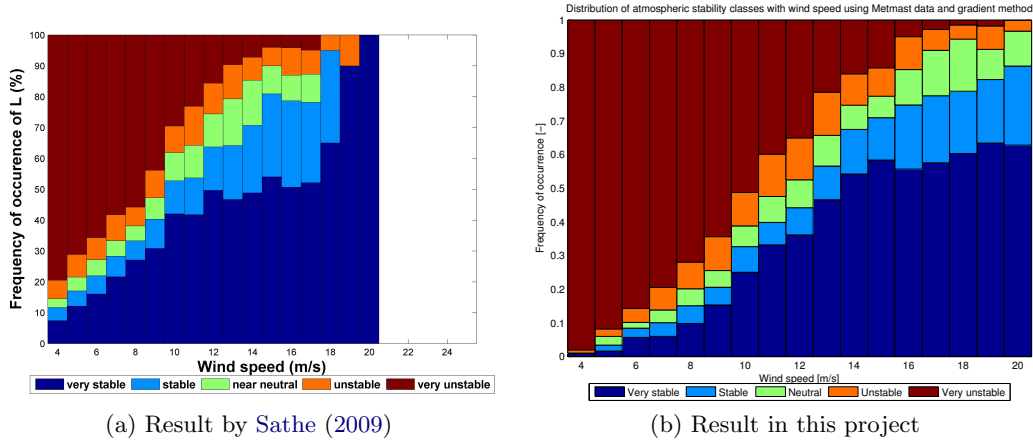 100
90
80
70
60
50
40
30
20
10
0
Frequency of occurence of L (%)
4 6 8 10 12 14 16 18 20 22 24
Wind speed (m/s)
very stable stable near neutral unstable very unstable
(a) Result by Sathe (2009)
Distribution of atmospheric stability classes with wind speed using Metmast data and gradient method
1
0.9
0.8
0.7
0.6
0.5
0.4
0.3
0.2
0.1
0
Frequency of occurrence [−]
4 6 8 10 12 14 16 18 20
Wind speed [m/s]
Very stable Stable Neutral Unstable Very unstable
(b) Result in this project